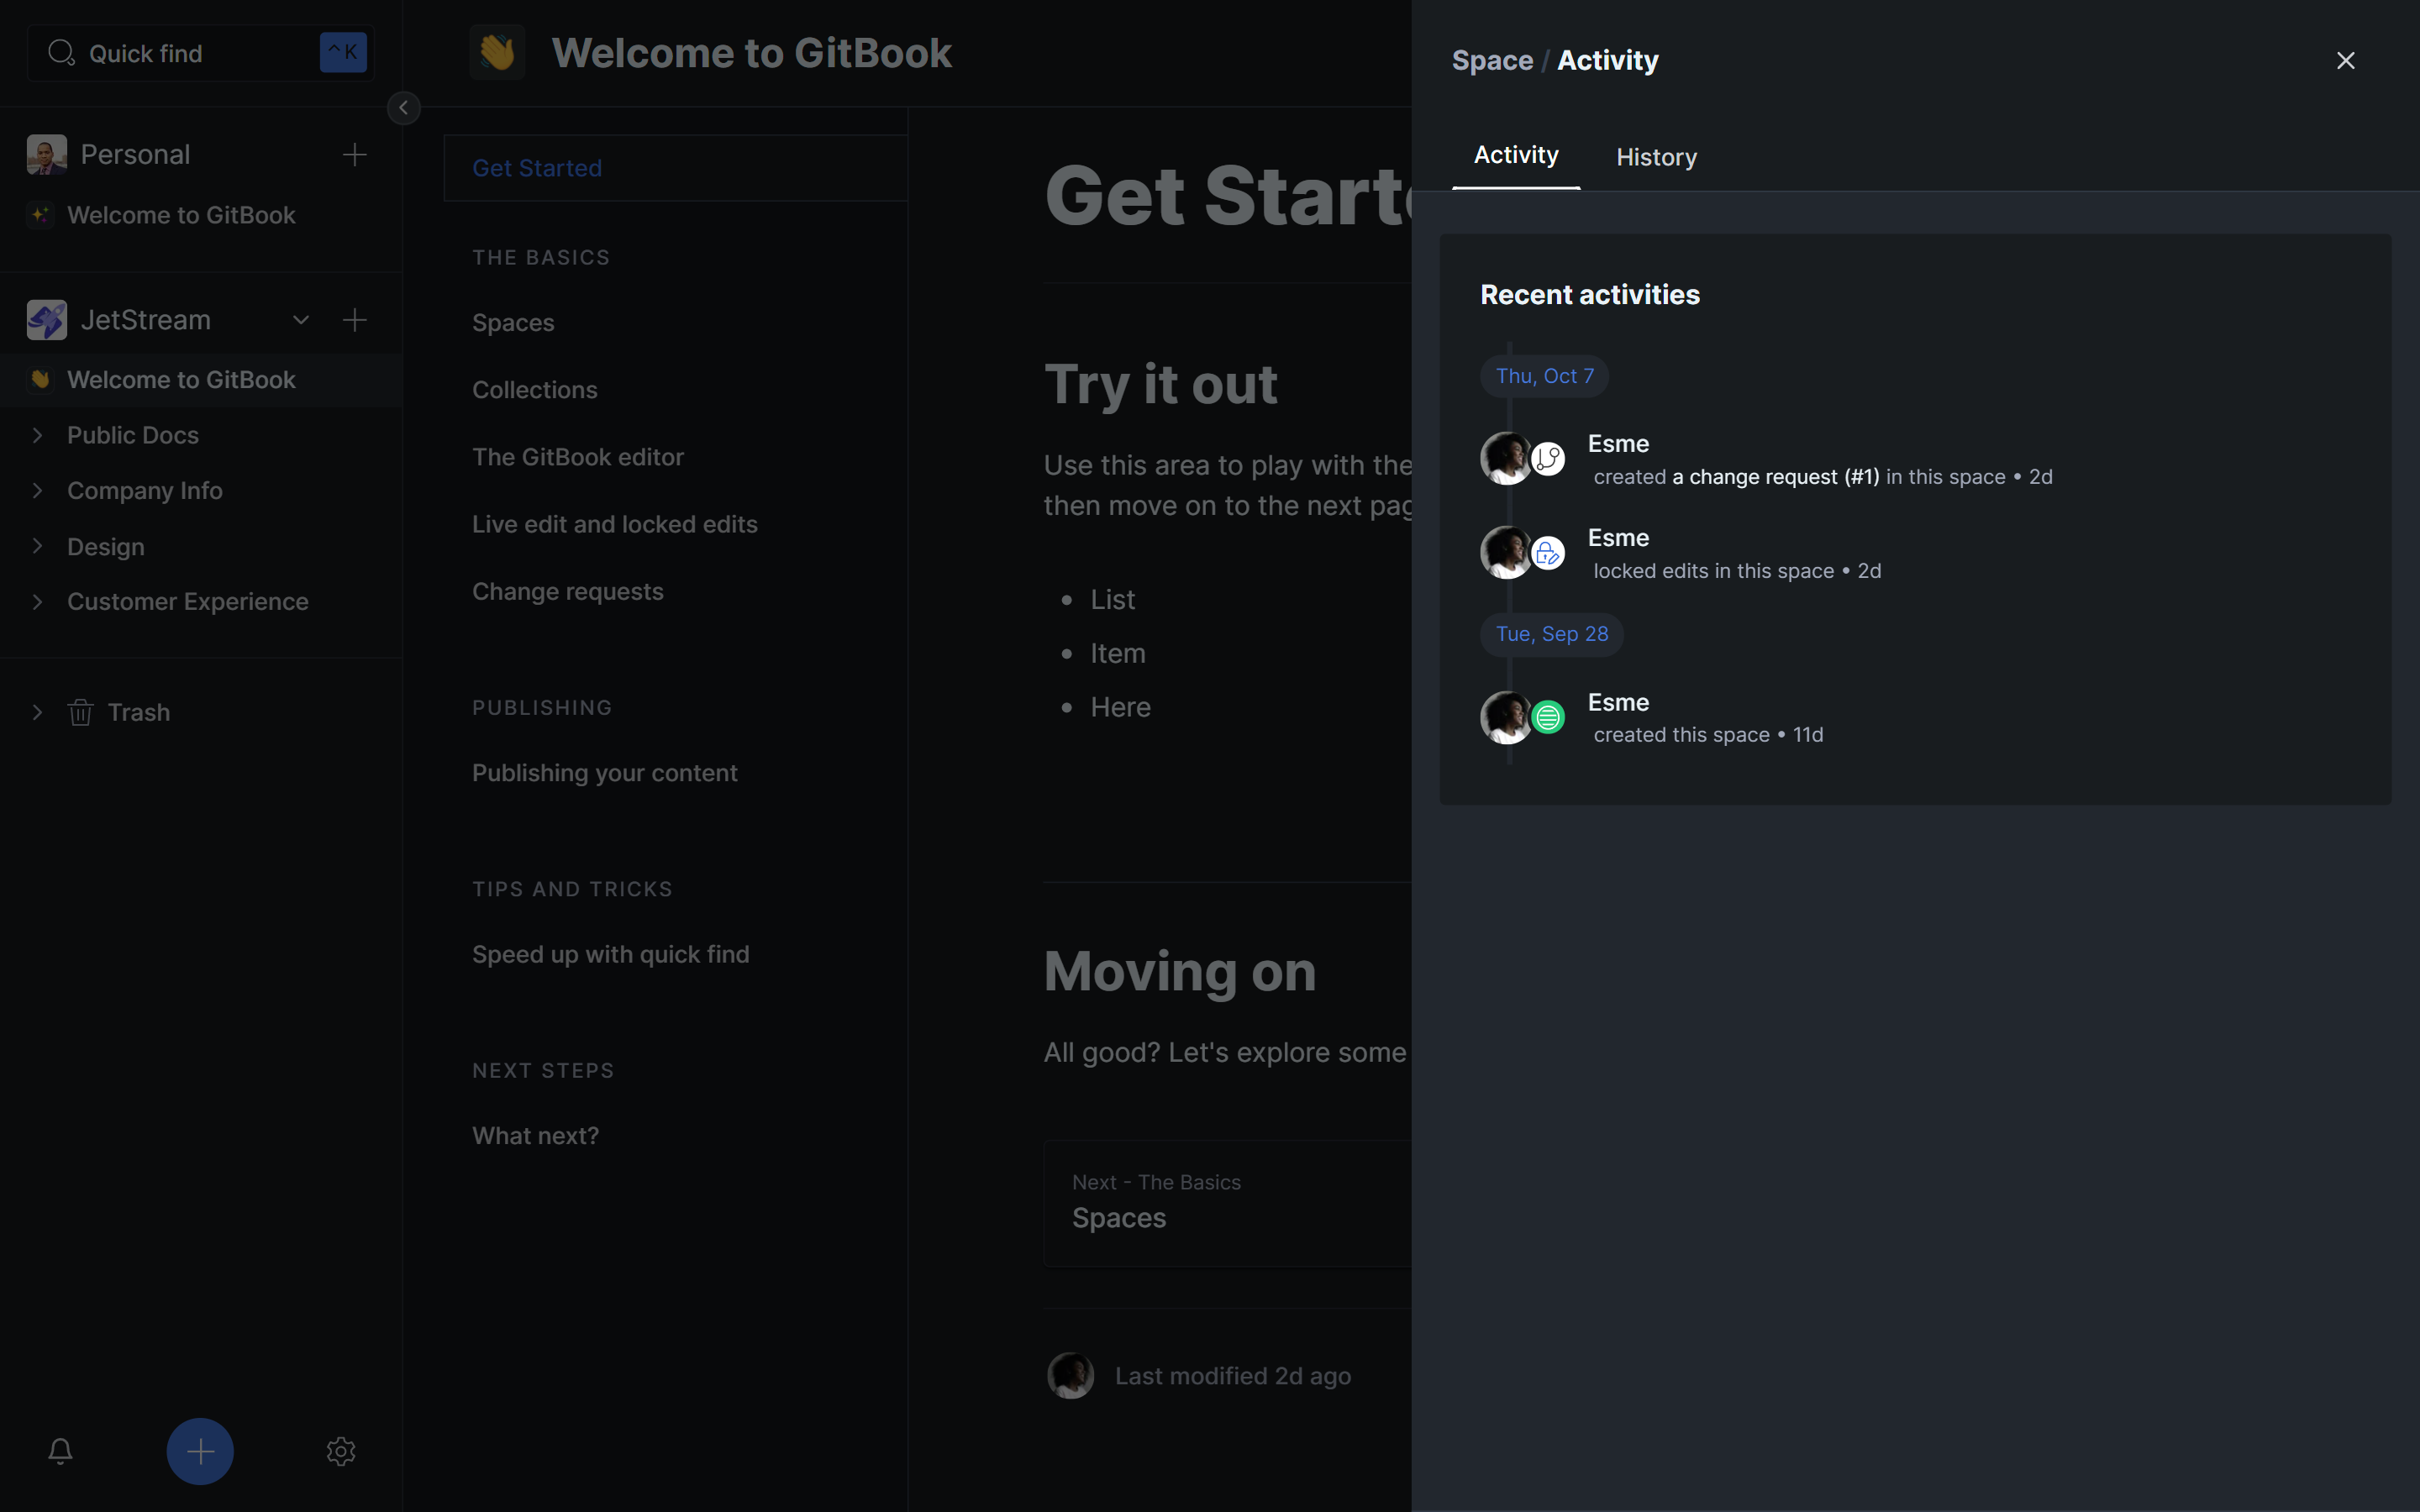 Quick find
^ K
Personal
Welcome to GitBook
JetStream
Welcome to GitBook
Public Docs
Company Info
Design
Customer Experience
Trash
Welcome to GitBook
Get Started
THE BASICS
Spaces
Collections
The GitBook editor
Live edit and locked edits
Change requests
PUBLISHING
Publishing your content
TIPS AND TRICKS
Speed up with quick find
NEXT STEPS
What next?
Get Starte
Try it out
Use this area to play with the
then move on to the next pag
• List
• Item
• Here
Moving on
All good? Let's explore some
Next - The Basics
Spaces
Last modified 2d ago
Space / Activity
Activity
History
Recent activities
Thu, Oct 7
Esme
created a change request (#1) in this space • 2d
Esme
locked edits in this space • 2d
Tue, Sep 28
Esme
created this space • 11d